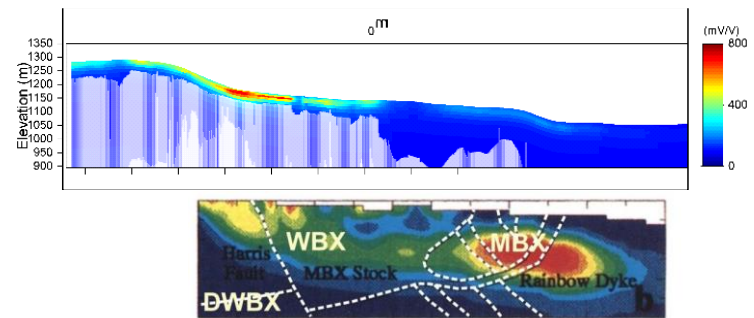 ₀m
(mV/V)
800
400
0
Elevation (m)
1350
1300
1250
1200
1150
1100
1050
1000
950
900
WBX
MBX
Harris
Fault
MBX Stock
Rainbow Dyke
DWBX
b